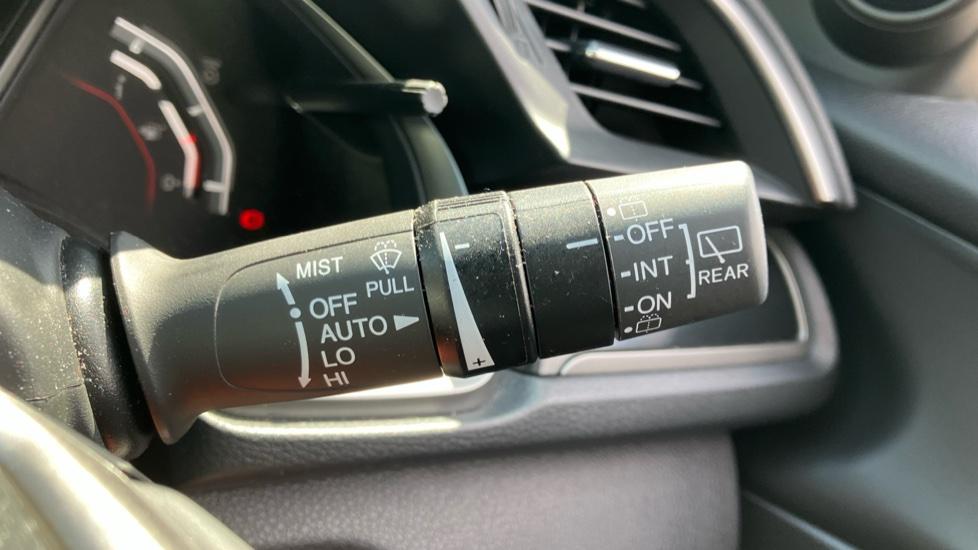 MIST
PULL
OFF
AUTO
LO
HI
-
+
OFF
INT
ON
REAR